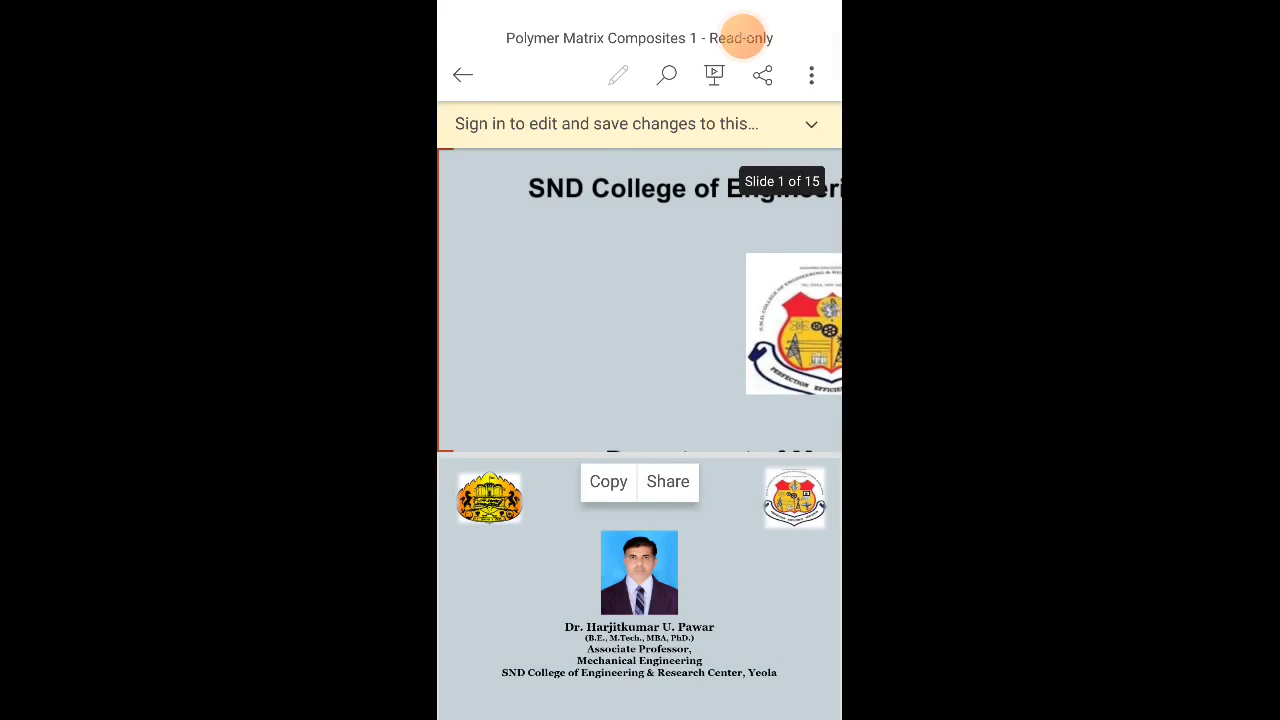 Polymer Matrix Composites 1 - Read-only
Sign in to edit and save changes to this...
Slide 1 of 15
SND College of
Copy
Share
PERFECTION
Dr. Harjitkumar U. Pawar
(B.E., M.Tech., MBA, PhD.)
Associate Professor,
Mechanical Engineering
SND College of Engineering & Research Center, Yeola